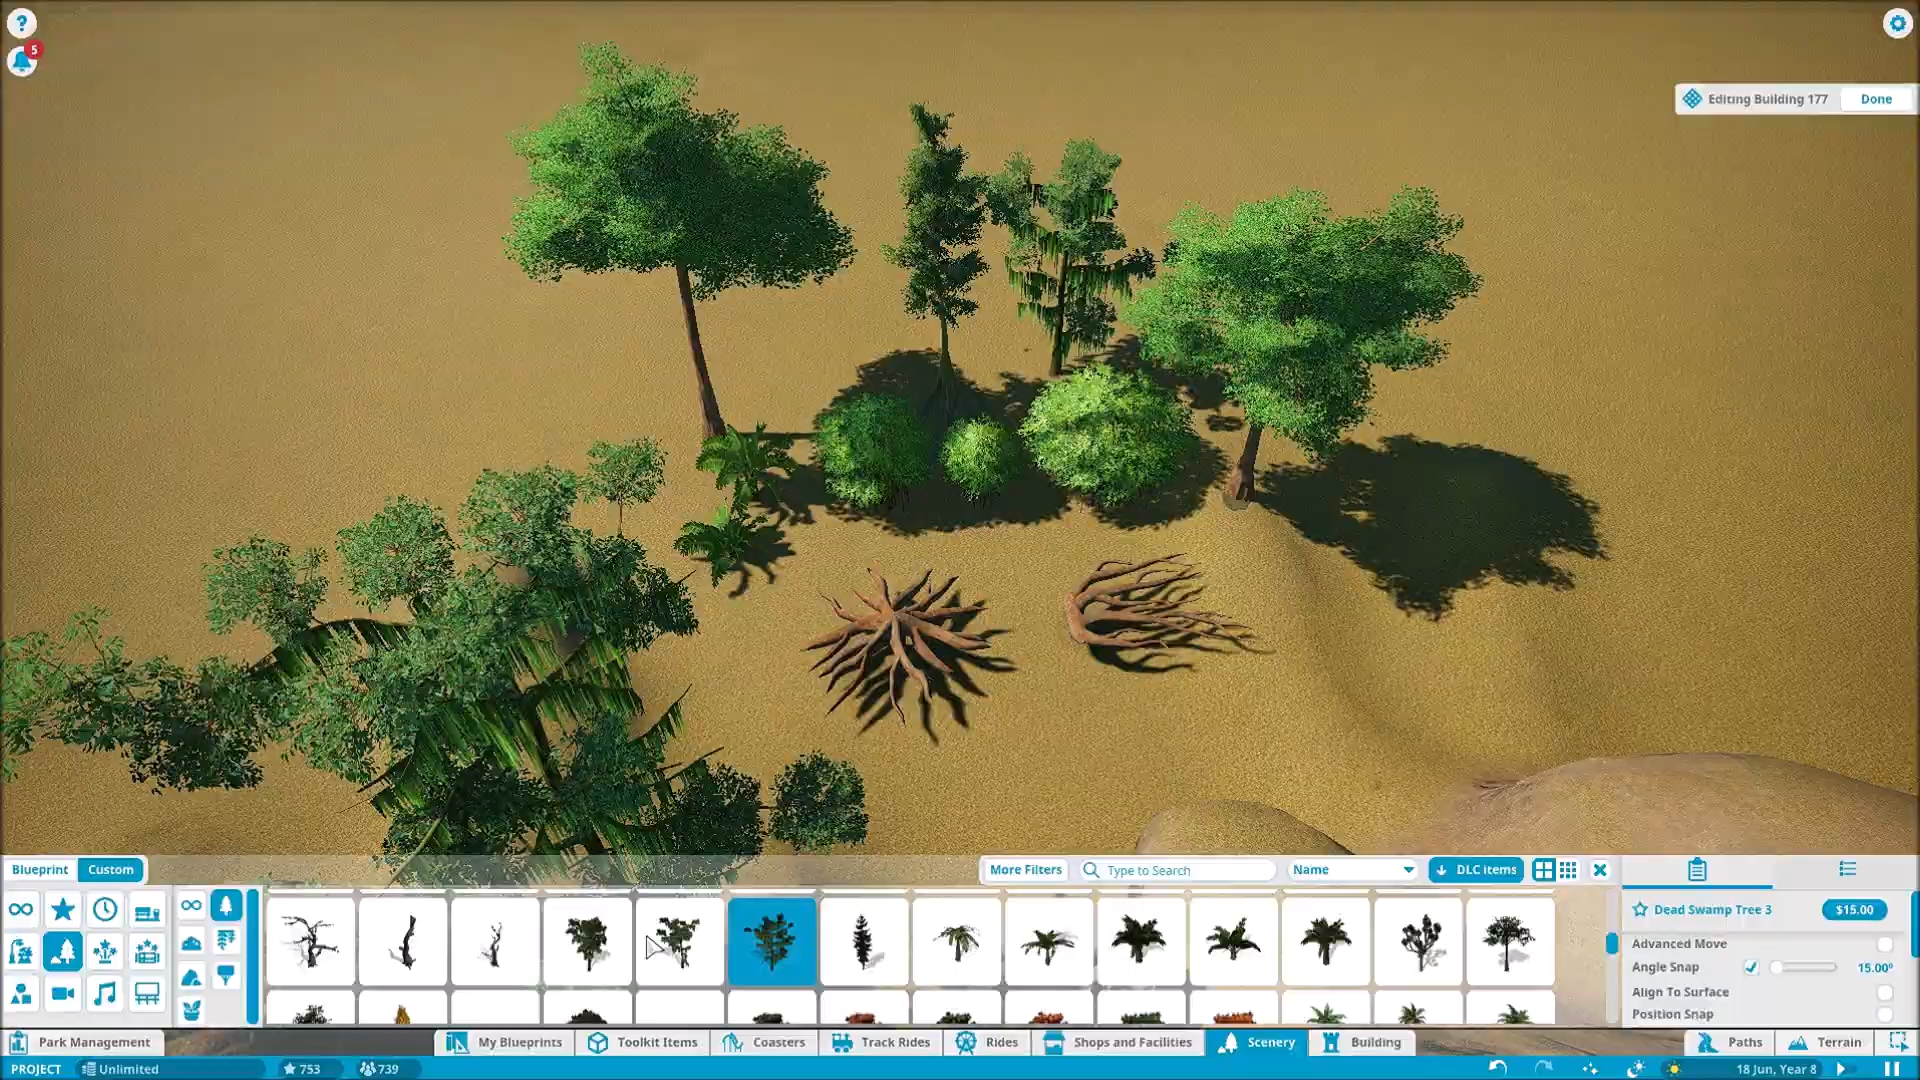 ?
5
Editing Building 177 Done
Blueprint Custom
More Filters Type to Search Name DLC items
Dead Swamp Tree 3 $15.00
Advanced Move
Angle Snap 15.00°
Align To Surface
Position Snap
Park Management My Blueprints Toolkit Items Coasters Track Rides Rides Shops and Facilities Scenery Building Paths Terrain
PROJECT Unlimited 753 739 18 Jun, Year 8